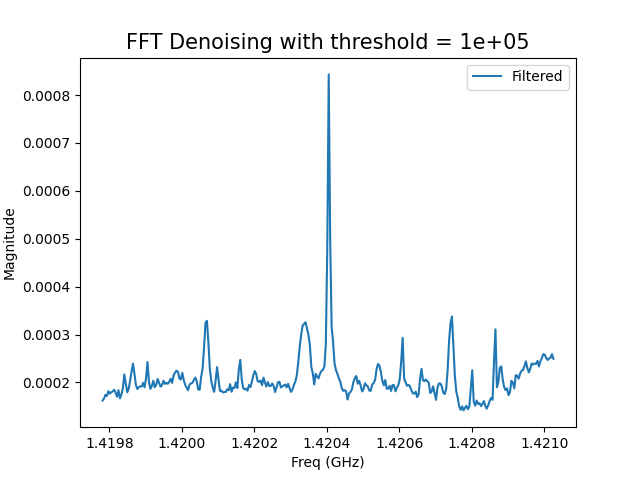 FFT Denoising with threshold = 1e+05
Filtered
0.0008
0.0007
0.0006
0.0005
0.0004
0.0003
0.0002
Magnitude
1.4198 1.4200 1.4202 1.4204 1.4206 1.4208 1.4210
Freq (GHz)